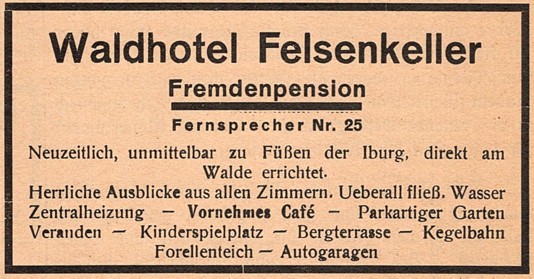 Waldhotel Felsenkeller
Fremdenpension
Fernsprecher Nr. 25
Neuzeitlich, unmittelbar zu Füßen der Iburg, direkt am
Walde errichtet.
Herrliche Ausblicke aus allen Zimmern. Ueberall fließ. Wasser
Zentralheizung — Vornehmes Café — Parkartiger Garten
Veranden — Kinderspielplatz — Bergterrasse — Kegelbahn
Forellenteich — Autogaragen